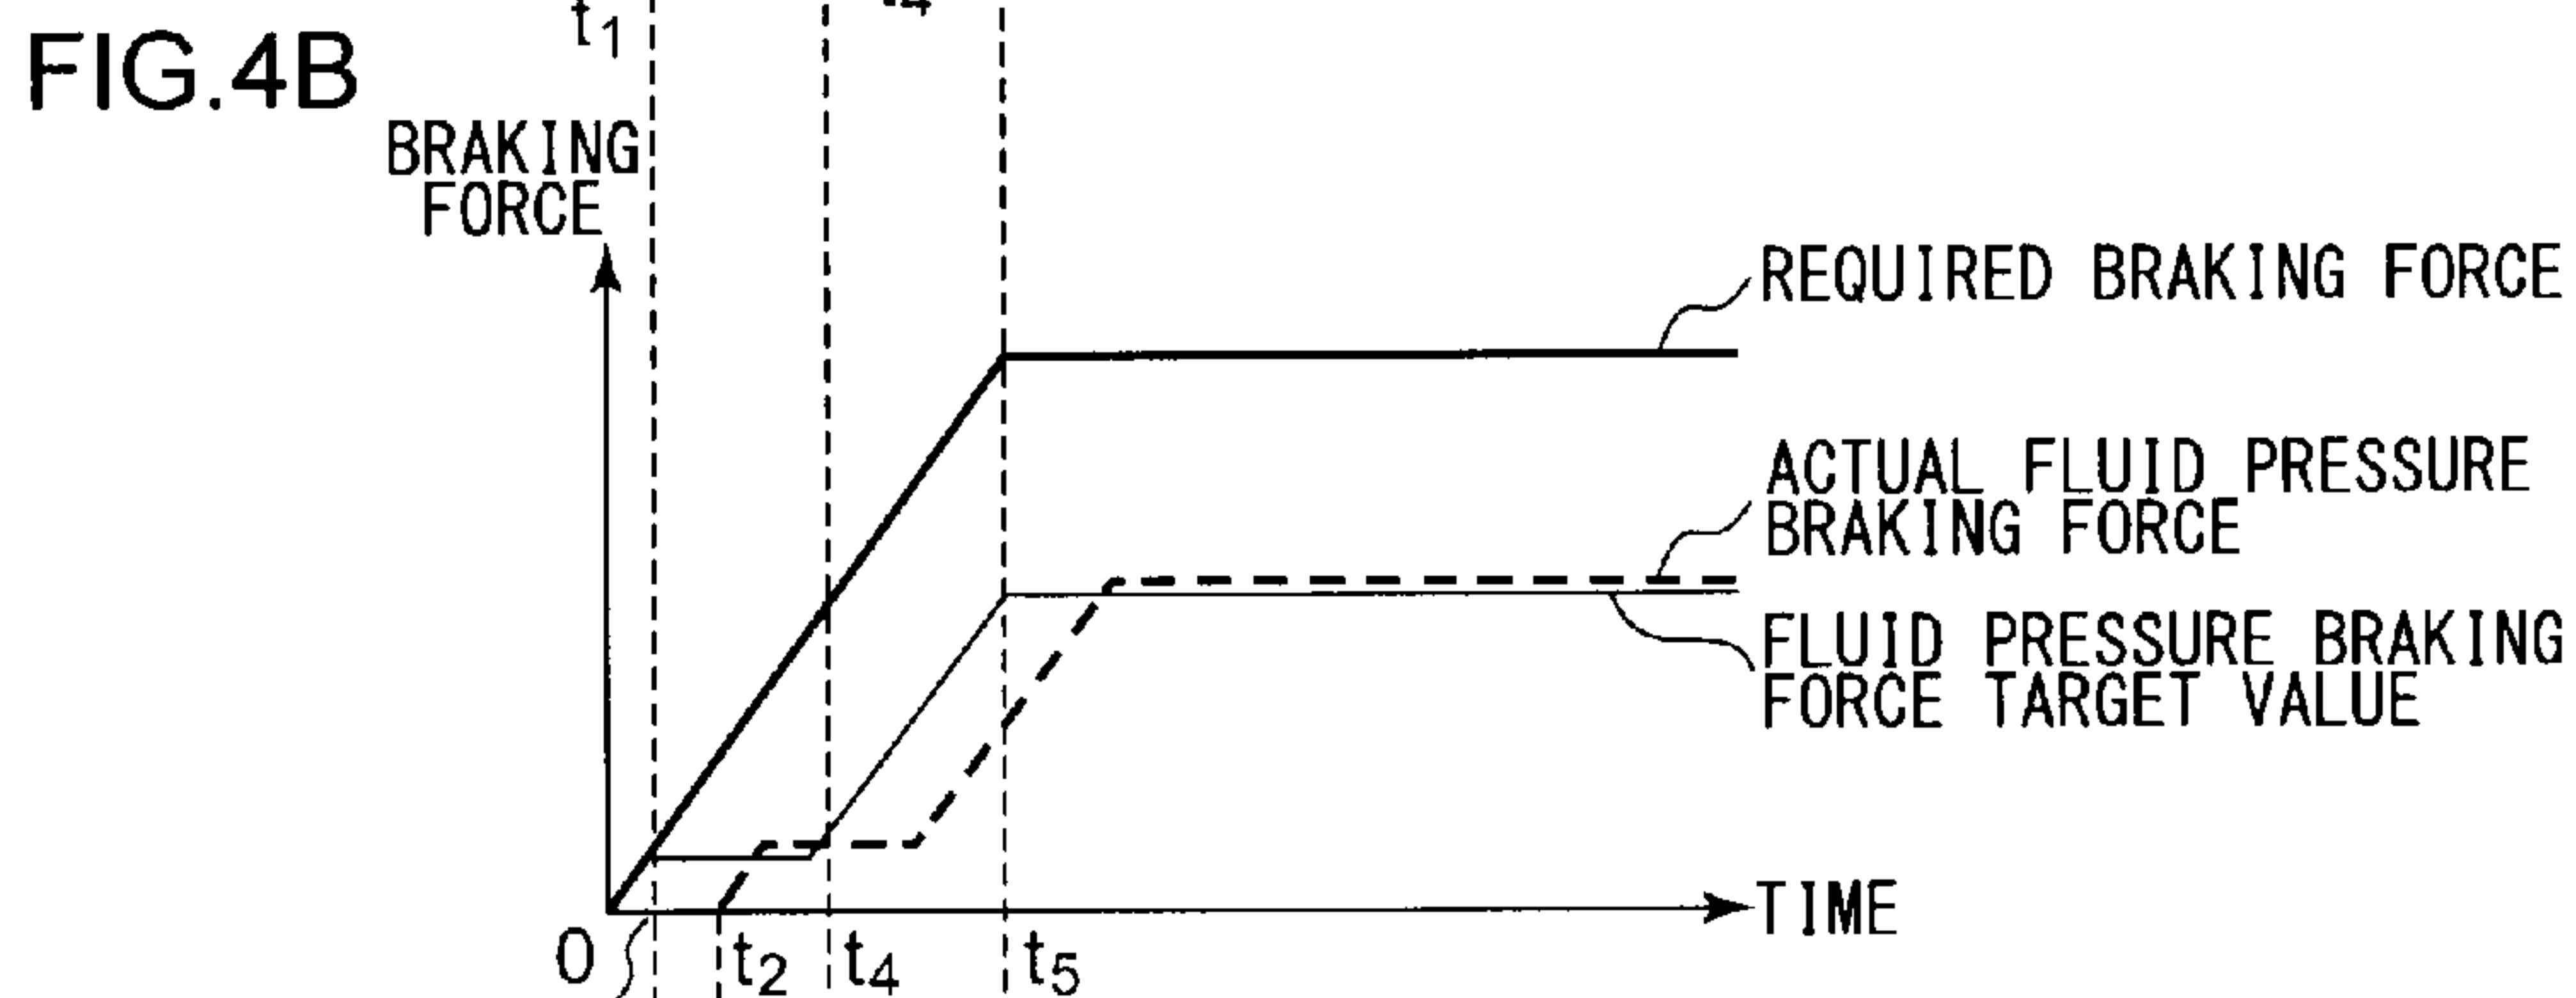 t1
t4
FIG.4B
BRAKING
FORCE
REQUIRED BRAKING FORCE
ACTUAL FLUID PRESSURE
BRAKING FORCE
FLUID PRESSURE BRAKING
FORCE TARGET VALUE
TIME
0
t2
t4
t5